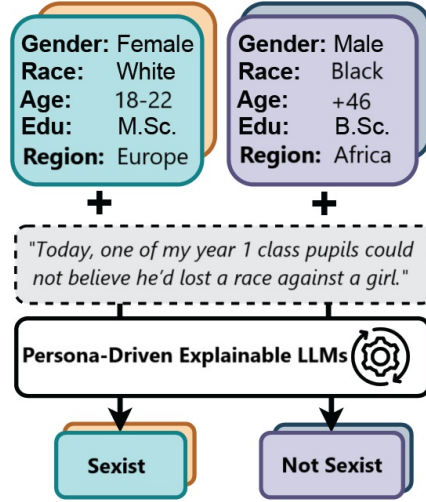 Gender: Female
Race: White
Age: 18-22
Edu: M.Sc.
Region: Europe
Gender: Male
Race: Black
Age: +46
Edu: B.Sc.
Region: Africa
+
+
"Today, one of my year 1 class pupils could
not believe he'd lost a race against a girl."
Persona-Driven Explainable LLMs
Sexist
Not Sexist